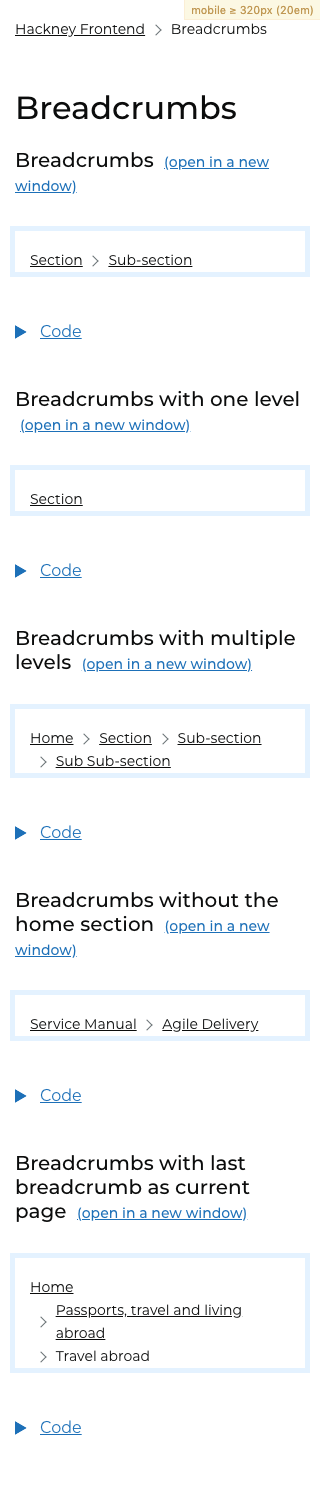 mobile ≥ 320px (20em)
Hackney Frontend Breadcrumbs
Breadcrumbs
Breadcrumbs (open in a new
window)
Section Sub-section
Code
Breadcrumbs with one level
(open in a new window)
Section
Code
Breadcrumbs with multiple
levels (open in a new window)
Home Section Sub-section
Sub Sub-section
Code
Breadcrumbs without the
home section (open in a new
window)
Service Manual Agile Delivery
Code
Breadcrumbs with last
breadcrumb as current
page (open in a new window)
Home
Passports, travel and living
abroad
Travel abroad
Code